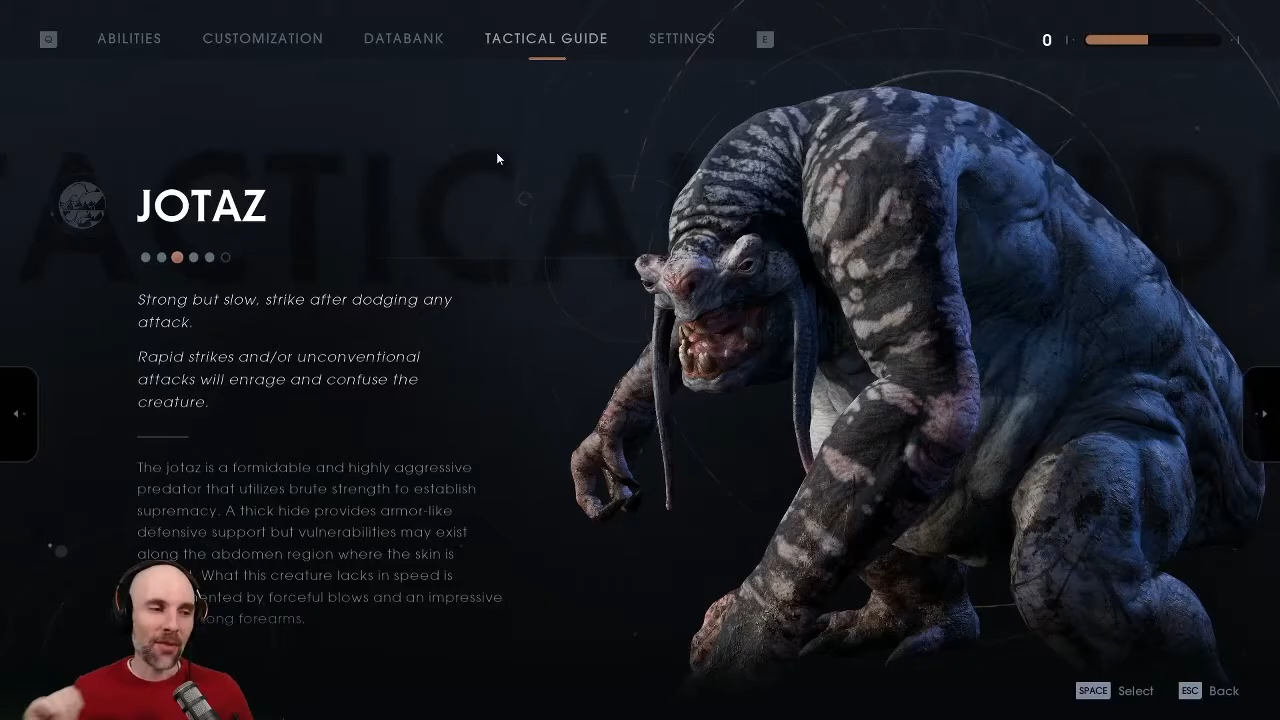 Q ABILITIES CUSTOMIZATION DATABANK TACTICAL GUIDE SETTINGS E 0
TACTICAL GUIDE
JOTAZ
Strong but slow, strike after dodging any
attack.
Rapid strikes and/or unconventional
attacks will enrage and confuse the
creature.
The jotaz is a formidable and highly aggressive
predator that utilizes brute strength to establish
supremacy. A thick hide provides armor-like
defensive support but vulnerabilities may exist
along the abdomen region where the skin is
What this creature lacks in speed is
by forceful blows and an impressive
forearms.
SPACE Select ESC Back